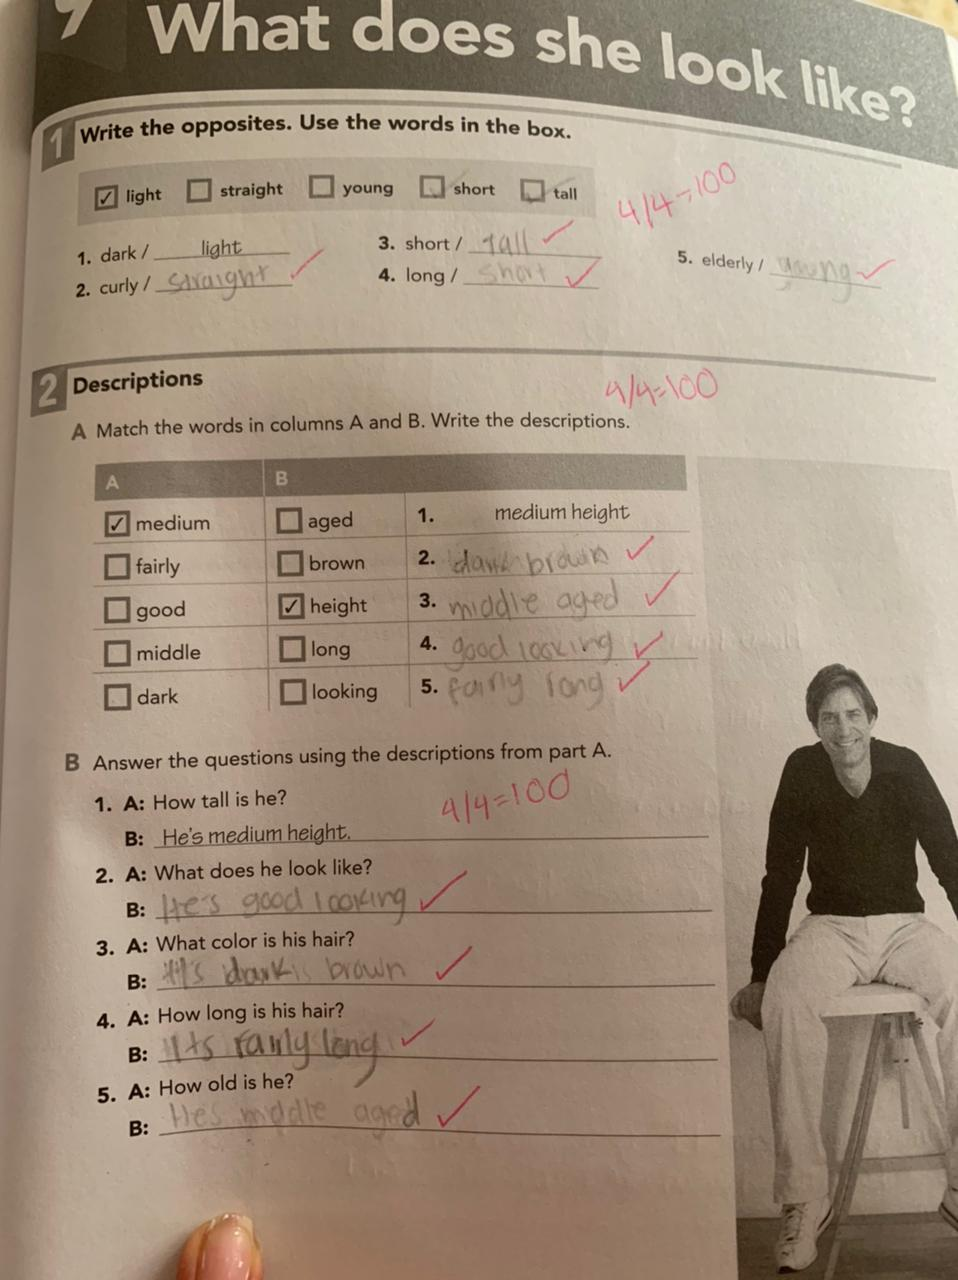 9 What does she look like?
1 Write the opposites. Use the words in the box.
light straight young short tall
4/4=100
1. dark / light
2. curly / straight
3. short / tall
4. long / short
5. elderly / young
2 Descriptions
4/4=100
A Match the words in columns A and B. Write the descriptions.
A B
medium aged 1. medium height
fairly brown 2. dark brown
good height 3. middle aged
middle long 4. good looking
dark looking 5. fairly long
B Answer the questions using the descriptions from part A.
4/4=100
1. A: How tall is he?
B: He's medium height.
2. A: What does he look like?
B: He's good looking
3. A: What color is his hair?
B: It's dark brown
4. A: How long is his hair?
B: Its fairly long
5. A: How old is he?
B: He's middle aged